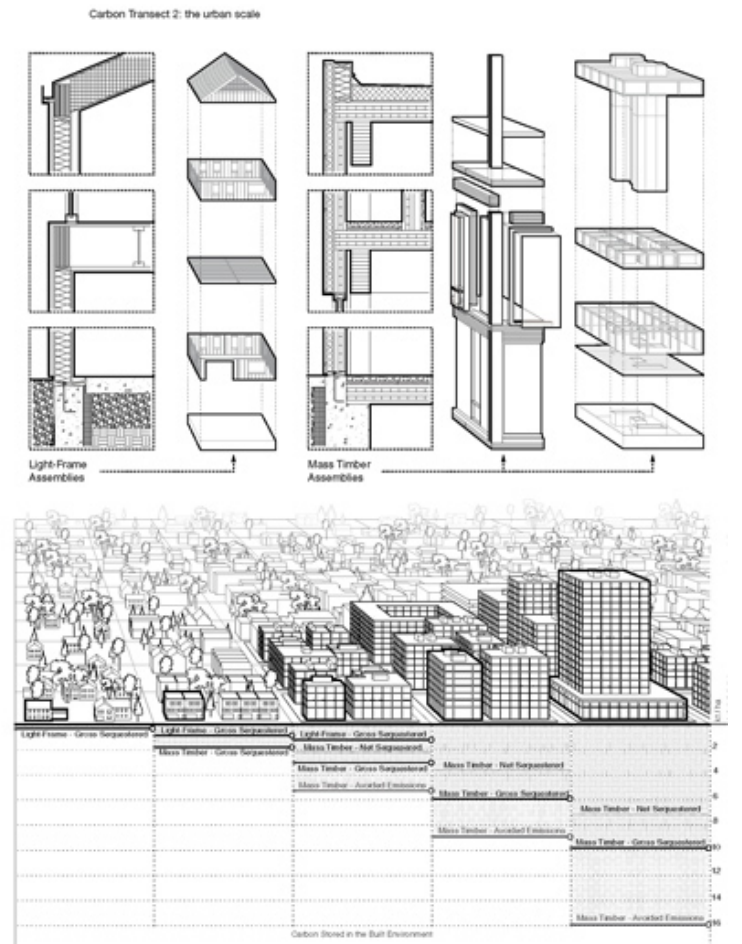 Carbon Transect 2: the urban scale
Light-Frame
Assemblies
Mass Timber
Assemblies
Light-Frame - Gross Sequestered
Light-Frame - Gross Sequestered
Mass Timber - Gross Sequestered
Light-Frame - Gross Sequestered
Mass Timber - Net Sequestered
Mass Timber - Gross Sequestered
Mass Timber - Avoided Emissions
Mass Timber - Net Sequestered
Mass Timber - Gross Sequestered
Mass Timber - Avoided Emissions
Mass Timber - Net Sequestered
Mass Timber - Gross Sequestered
Mass Timber - Avoided Emissions
2
4
6
8
10
12
14
16
Carbon Stored in the Built Environment